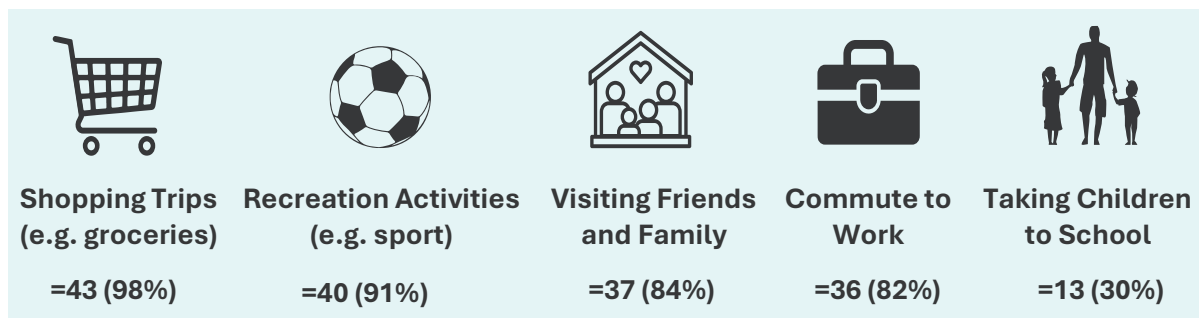 Shopping Trips
(e.g. groceries)
=43 (98%)
Recreation Activities
(e.g. sport)
=40 (91%)
Visiting Friends
and Family
=37 (84%)
Commute to
Work
=36 (82%)
Taking Children
to School
=13 (30%)